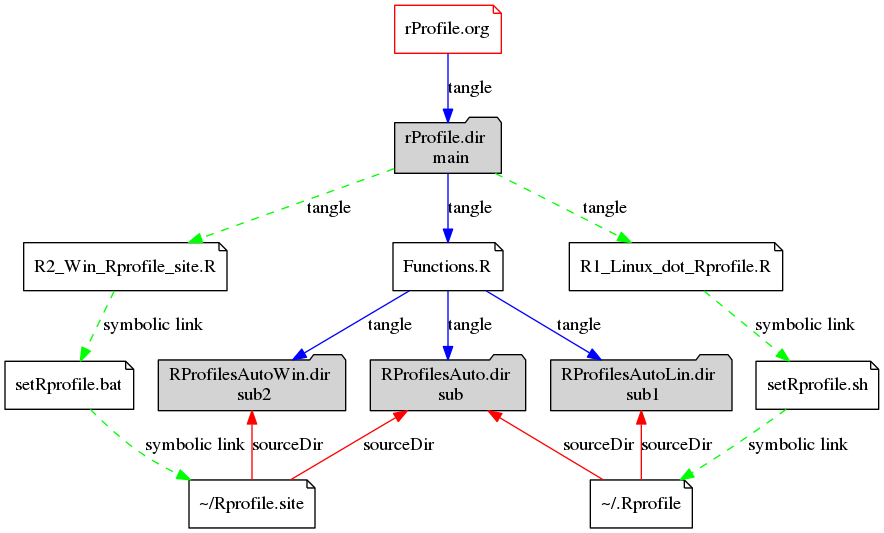 rProfile.org
tangle
rProfile.dir
main
tangle
tangle
tangle
R2_Win_Rprofile_site.R
Functions.R
R1_Linux_dot_Rprofile.R
symbolic link
tangle
tangle
tangle
symbolic link
setRprofile.bat
RProfilesAutoWin.dir
sub2
RProfilesAuto.dir
sub
RProfilesAutoLin.dir
sub1
setRprofile.sh
symbolic link
sourceDir
sourceDir
sourceDir
sourceDir
symbolic link
~/Rprofile.site
~/.Rprofile